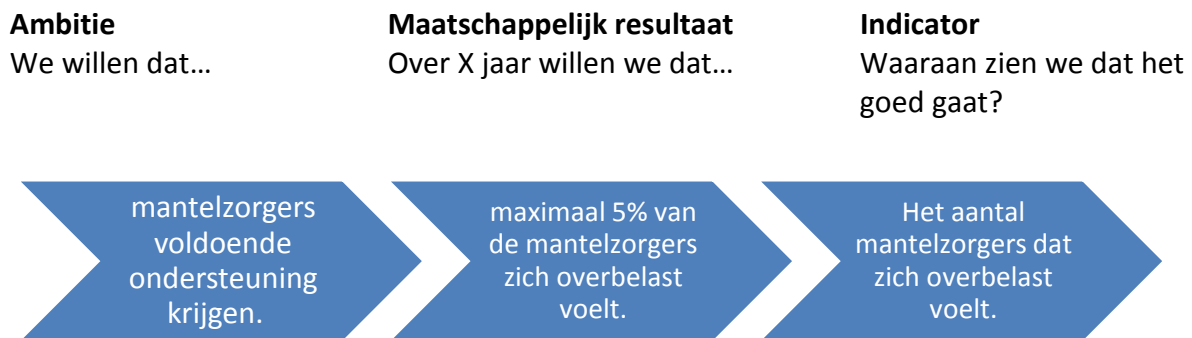 Ambitie
We willen dat…
Maatschappelijk resultaat
Over X jaar willen we dat…
Indicator
Waaraan zien we dat het
goed gaat?
mantelzorgers
voldoende
ondersteuning
krijgen.
maximaal 5% van
de mantelzorgers
zich overbelast
voelt.
Het aantal
mantelzorgers dat
zich overbelast
voelt.